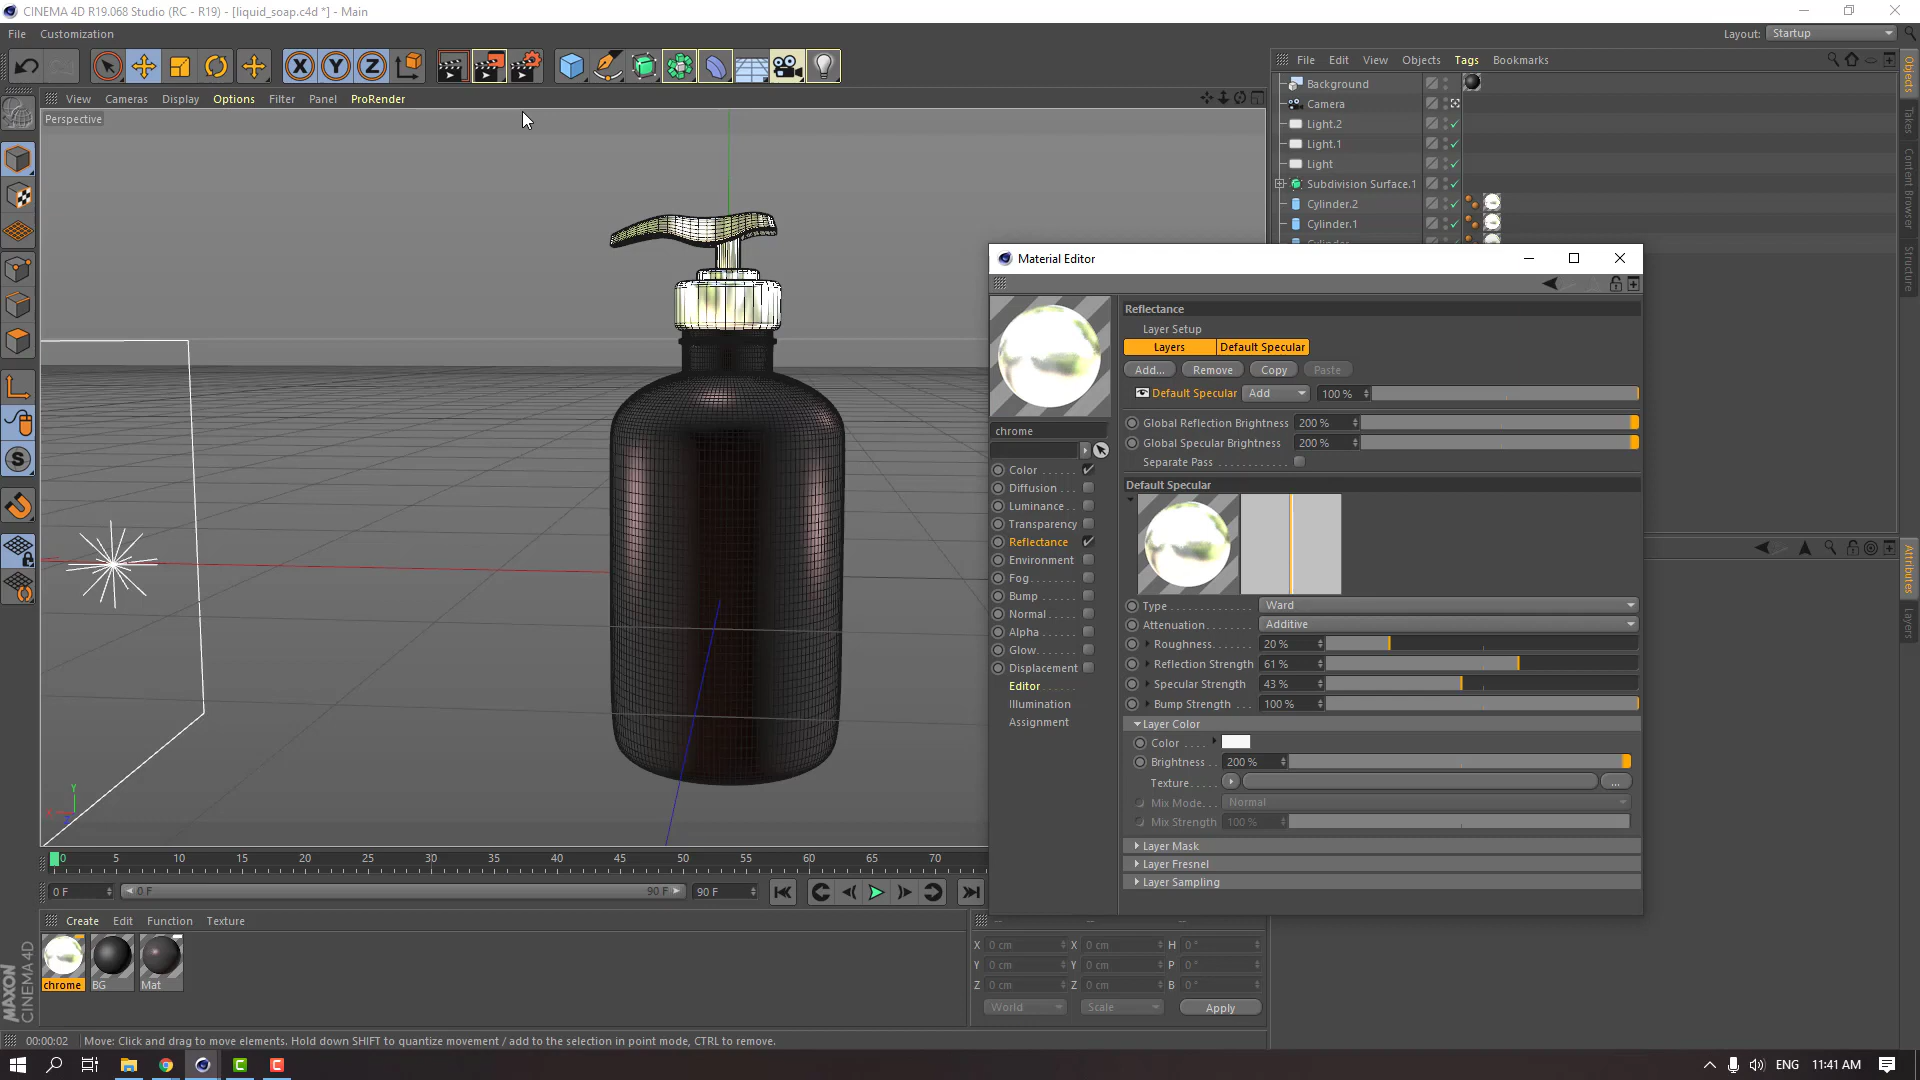 CINEMA 4D R19.068 Studio (RC - R19) - [liquid_soap.c4d *] - Main
File Customization
Layout: Startup
X Y Z
File Edit View Objects Tags Bookmarks
View Cameras Display Options Filter Panel ProRender
Perspective
Background
Camera
Light.2
Light.1
Light
Subdivision Surface.1
Cylinder.2
Cylinder.1
Objects
Takes
Content Browser
Structure
Attributes
Layers
Material Editor
Reflectance
Layer Setup
Layers Default Specular
Add... Remove Copy Paste
Default Specular Add 100 %
Global Reflection Brightness 200 %
Global Specular Brightness 200 %
Separate Pass
chrome
Color
Diffusion
Luminance
Transparency
Reflectance
Environment
Fog
Bump
Normal
Alpha
Glow
Displacement
Editor
Illumination
Assignment
Default Specular
Type Ward
Attenuation Additive
Roughness 20 %
Reflection Strength 61 %
Specular Strength 43 %
Bump Strength 100 %
Layer Color
Color
Brightness 200 %
Texture ...
Mix Mode Normal
Mix Strength 100 %
Layer Mask
Layer Fresnel
Layer Sampling
S
Y
0 5 10 15 20 25 30 35 40 45 50 55 60 65 70
0 F 0 F 90 F 90 F
Create Edit Function Texture
chrome BG Mat
-- -- --
X 0 cm X 0 cm H 0 °
Y 0 cm Y 0 cm P 0 °
Z 0 cm Z 0 cm B 0 °
World Scale Apply
MAXON
CINEMA 4D
00:00:02 Move: Click and drag to move elements. Hold down SHIFT to quantize movement / add to the selection in point mode, CTRL to remove.
ENG 11:41 AM